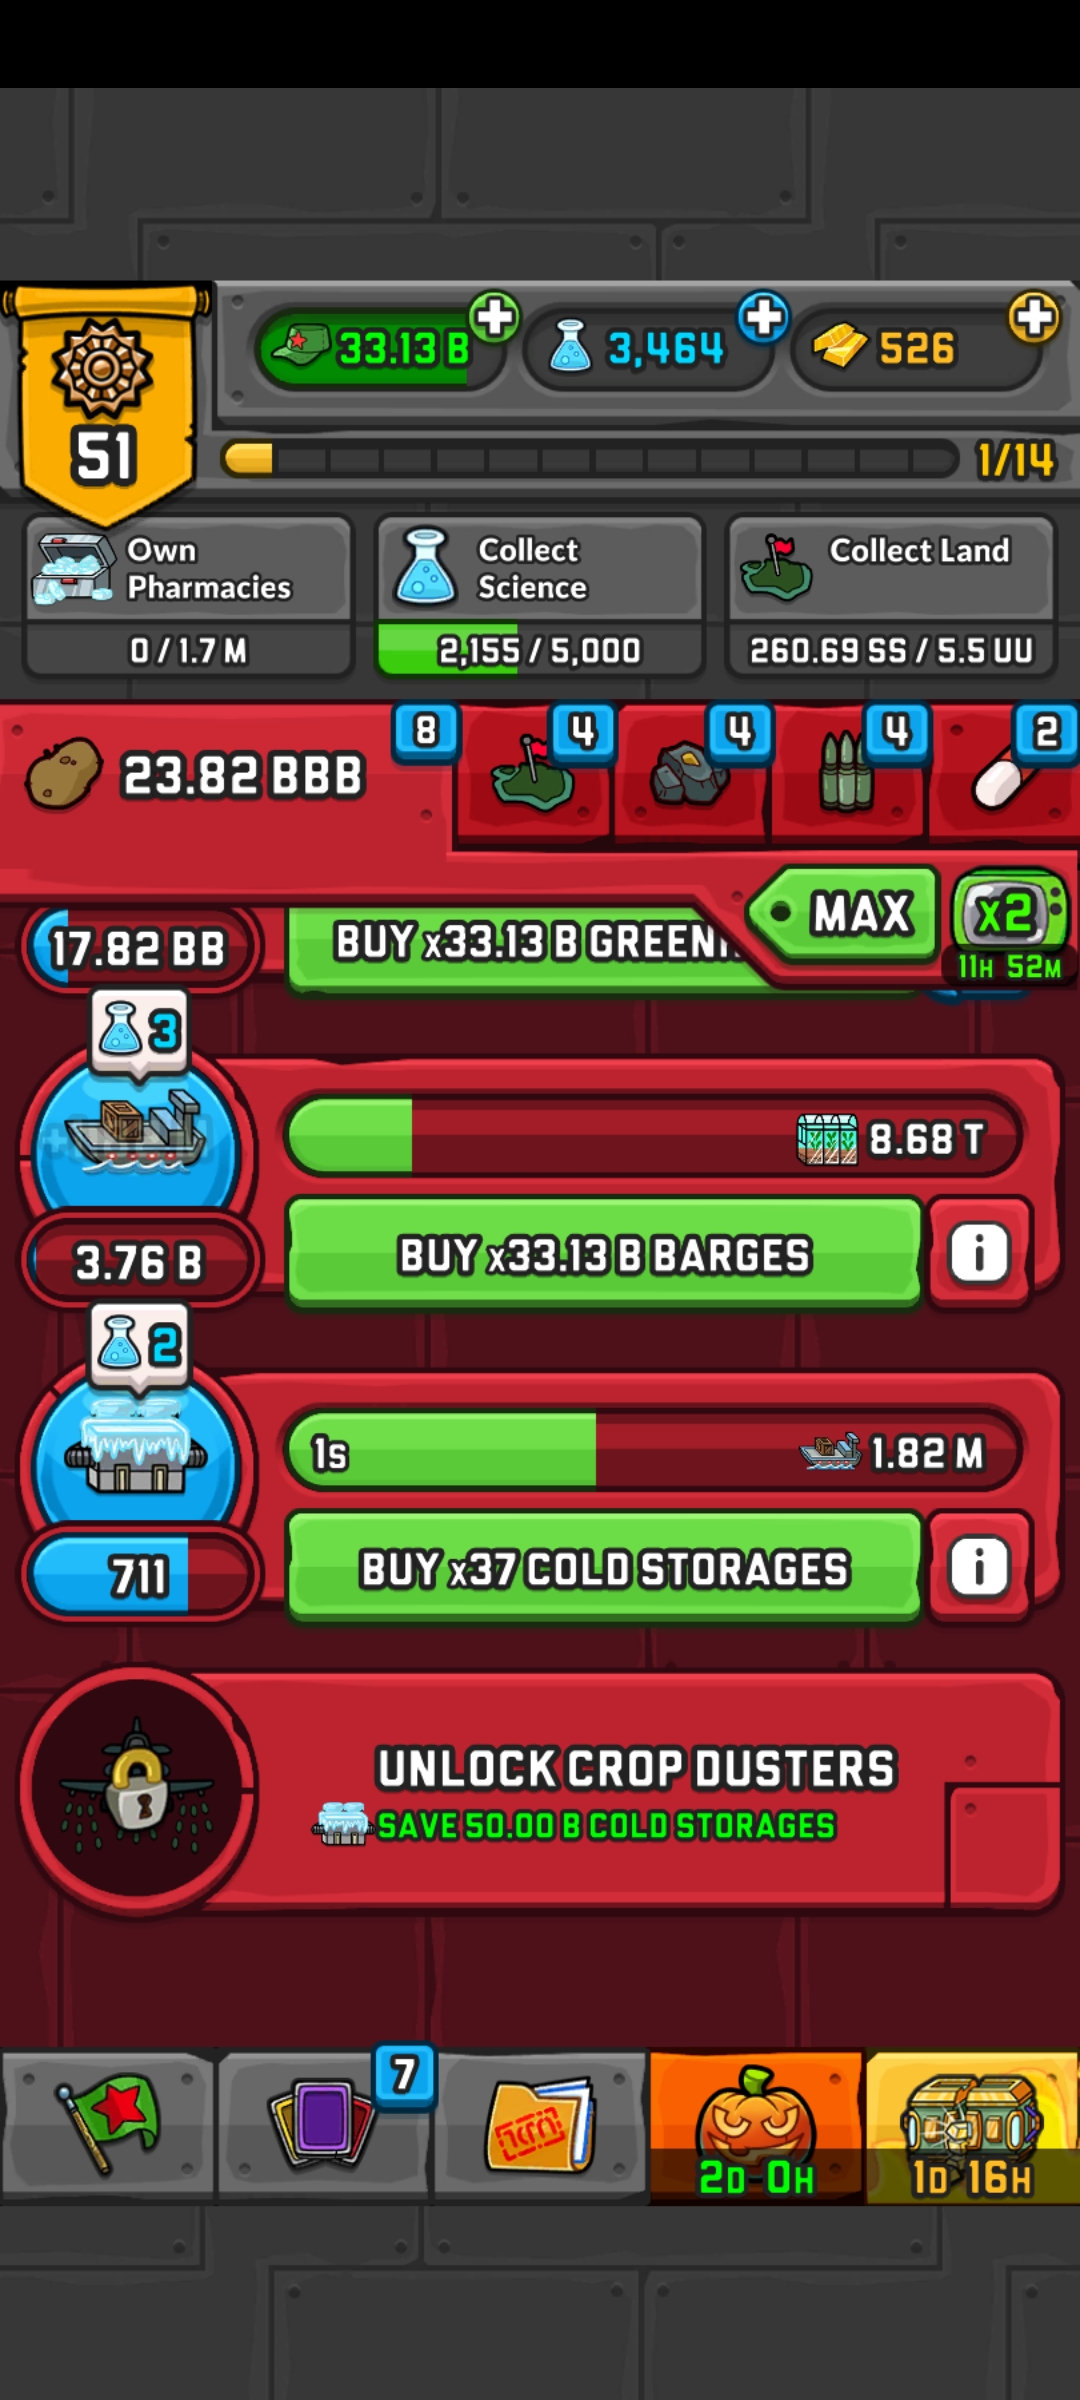 33.13 B
3,464
526
51
1/14
Own
Pharmacies
0 / 1.7 M
Collect
Science
2,155 / 5,000
Collect Land
260.69 SS / 5.5 UU
23.82 BBB
8
4
4
4
2
MAX
x2
11H 52M
17.82 BB
BUY x33.13 B GREENH...
3
8.68 T
3.76 B
BUY x33.13 B BARGES
i
2
1s
1.82 M
711
BUY x37 COLD STORAGES
i
UNLOCK CROP DUSTERS
SAVE 50.00 B COLD STORAGES
7
2D 0H
1D 16H